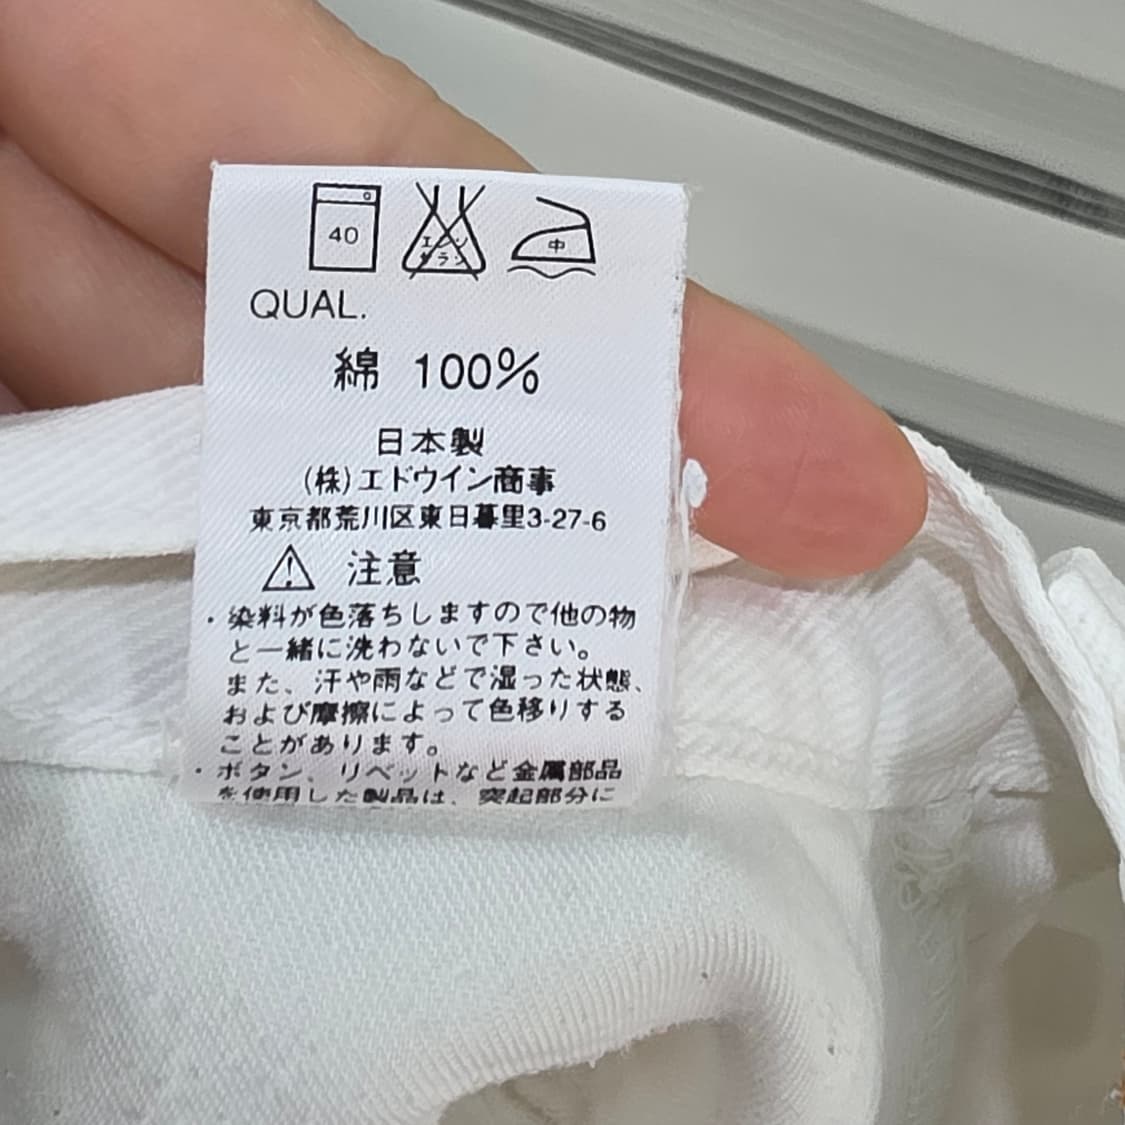 40
エンソ
サラシ
中
QUAL.
綿 100%
日本製
(株)エドウイン商事
東京都荒川区東日暮里3-27-6
注意
・染料が色落ちしますので他の物
と一緒に洗わないで下さい。
また、汗や雨などで湿った状態、
および摩擦によって色移りする
ことがあります。
・ボタン、リベットなど金属部品
を使用した製品は、突起部分に